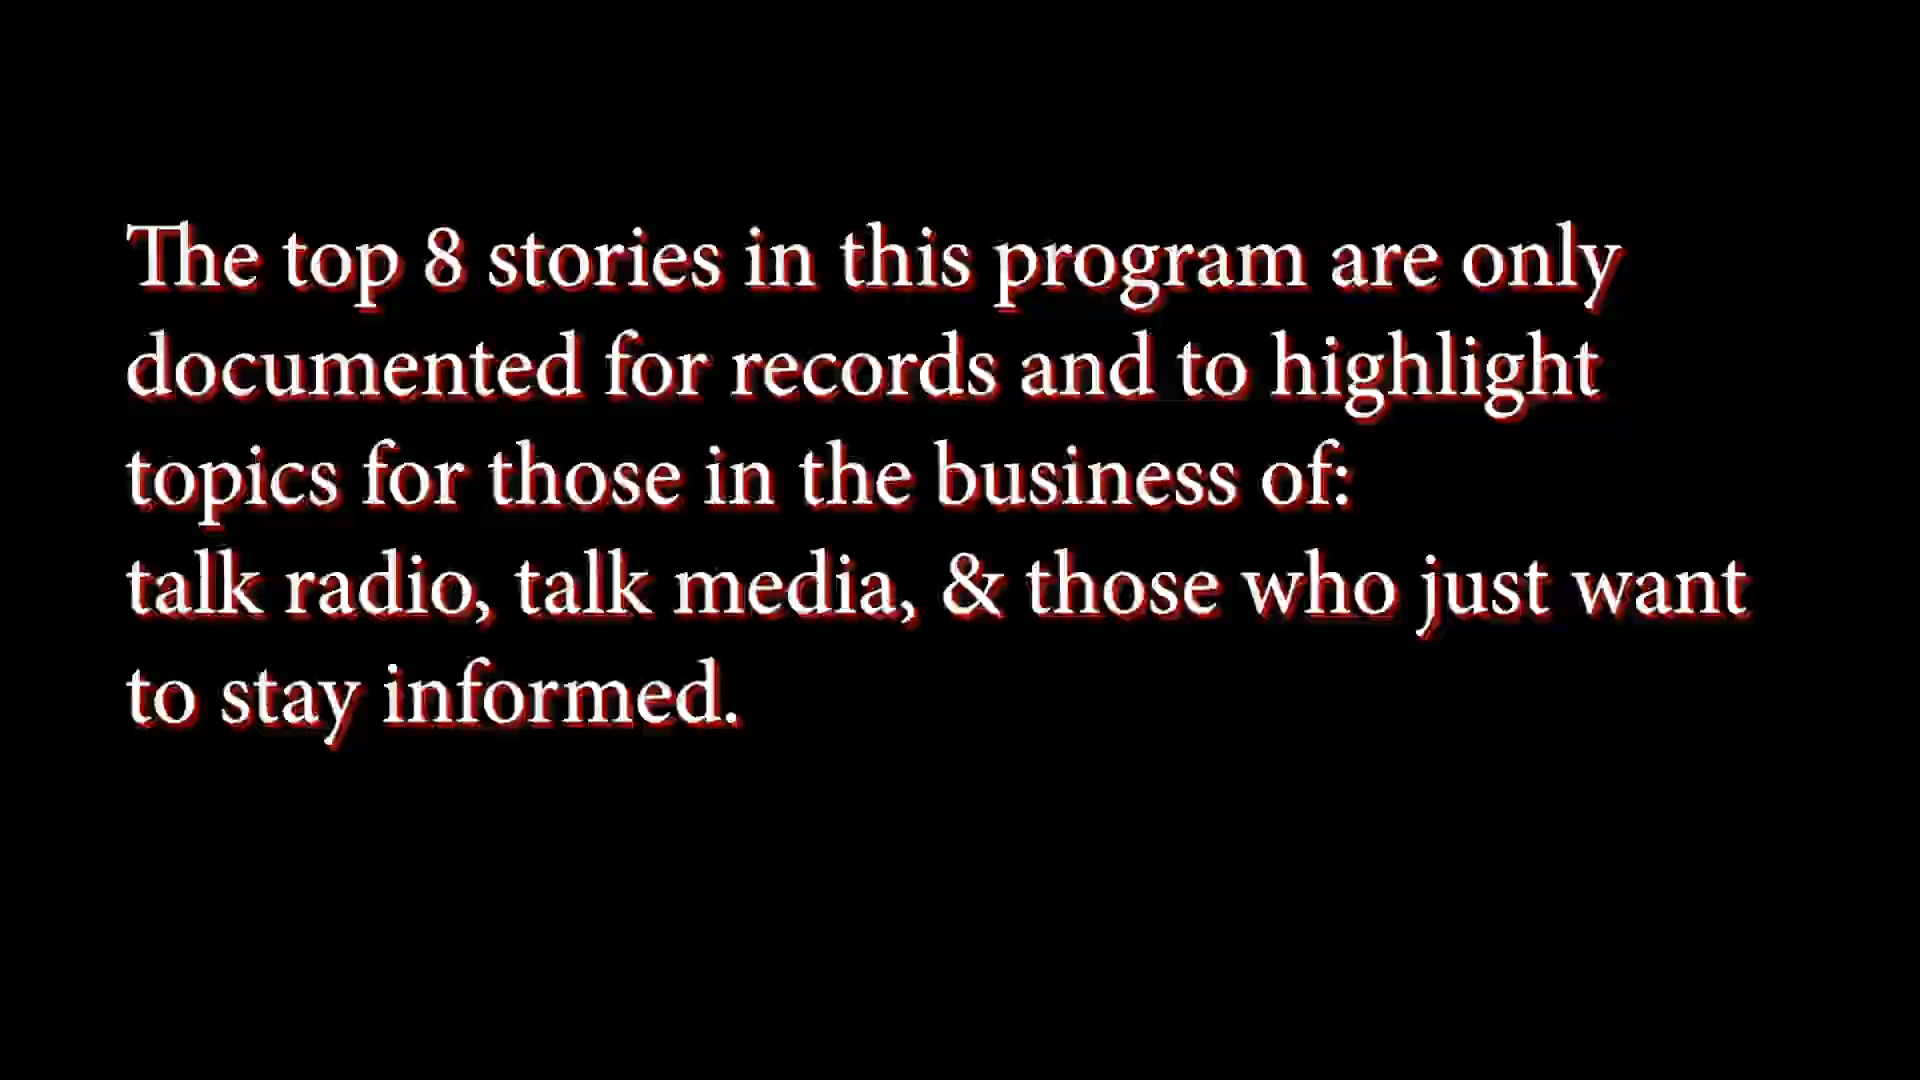 The top 8 stories in this program are only
documented for records and to highlight
topics for those in the business of:
talk radio, talk media, & those who just want
to stay informed.